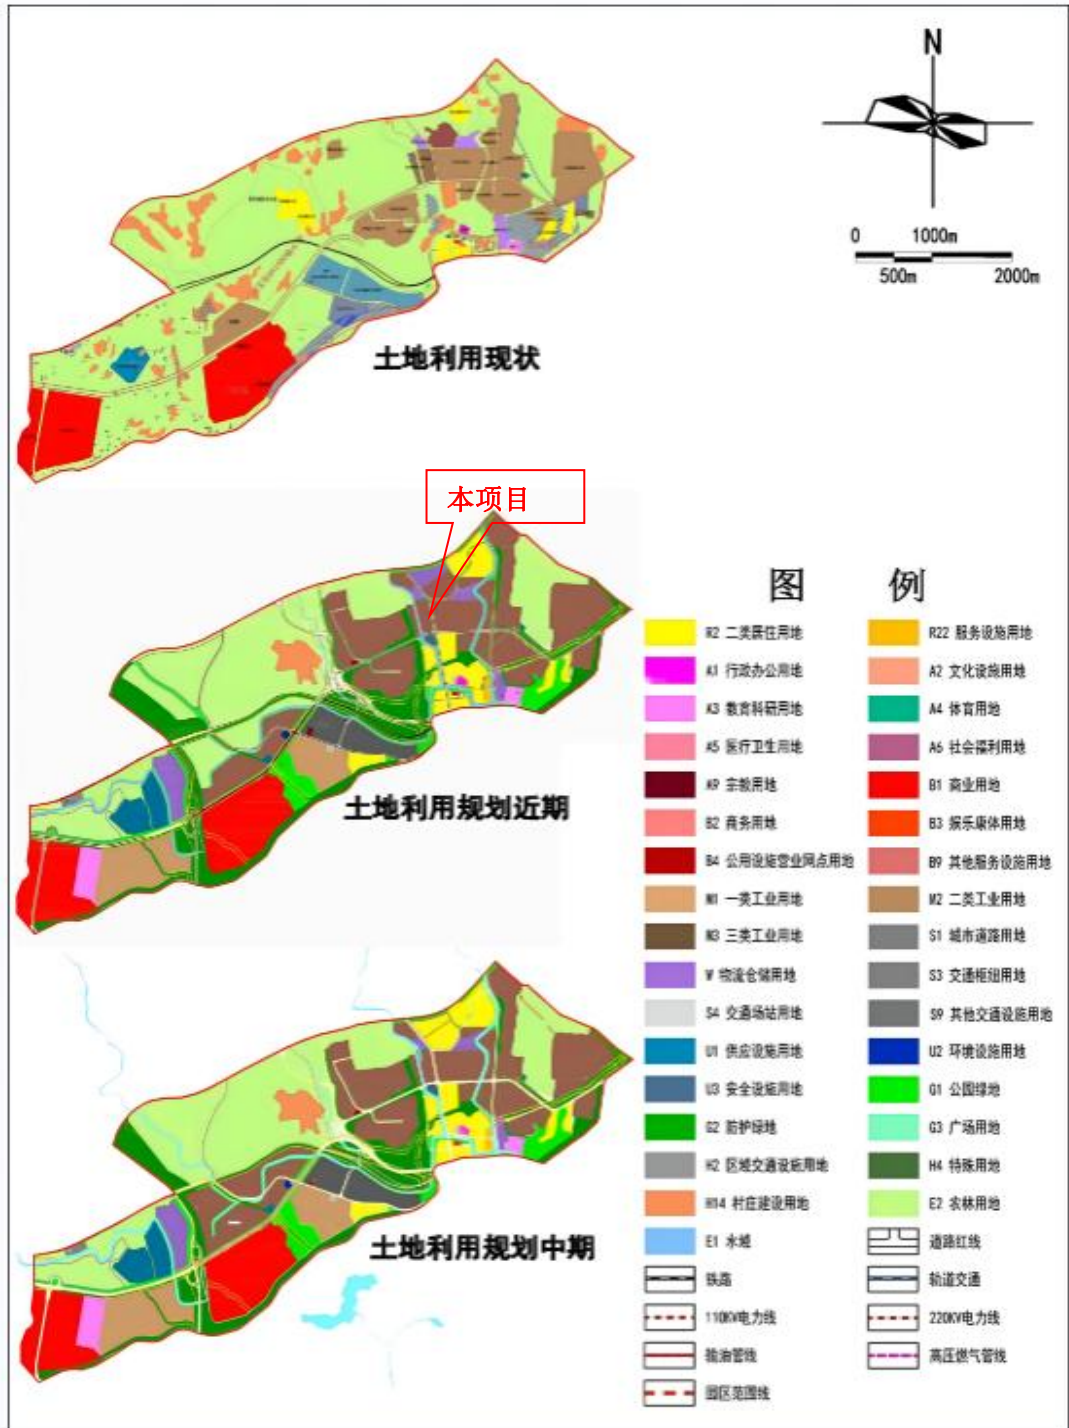 N
0 1000m
500m 2000m
土地利用现状
本项目
土地利用规划近期
土地利用规划中期
图 例
R2 二类居住用地
R22 服务设施用地
A1 行政办公用地
A2 文化设施用地
A3 教育科研用地
A4 体育用地
A5 医疗卫生用地
A6 社会福利用地
A9 宗教用地
B1 商业用地
B2 商务用地
B3 娱乐康体用地
B4 公用设施营业网点用地
B9 其他服务设施用地
M1 一类工业用地
M2 二类工业用地
M3 三类工业用地
S1 城市道路用地
W 物流仓储用地
S3 交通枢纽用地
S4 交通场站用地
S9 其他交通设施用地
U1 供应设施用地
U2 环境设施用地
U3 安全设施用地
G1 公园绿地
G2 防护绿地
G3 广场用地
H2 区域交通设施用地
H4 特殊用地
H14 村庄建设用地
E2 农林用地
E1 水域
道路红线
铁路
轨道交通
110KV电力线
220KV电力线
输油管线
高压燃气管线
园区范围线